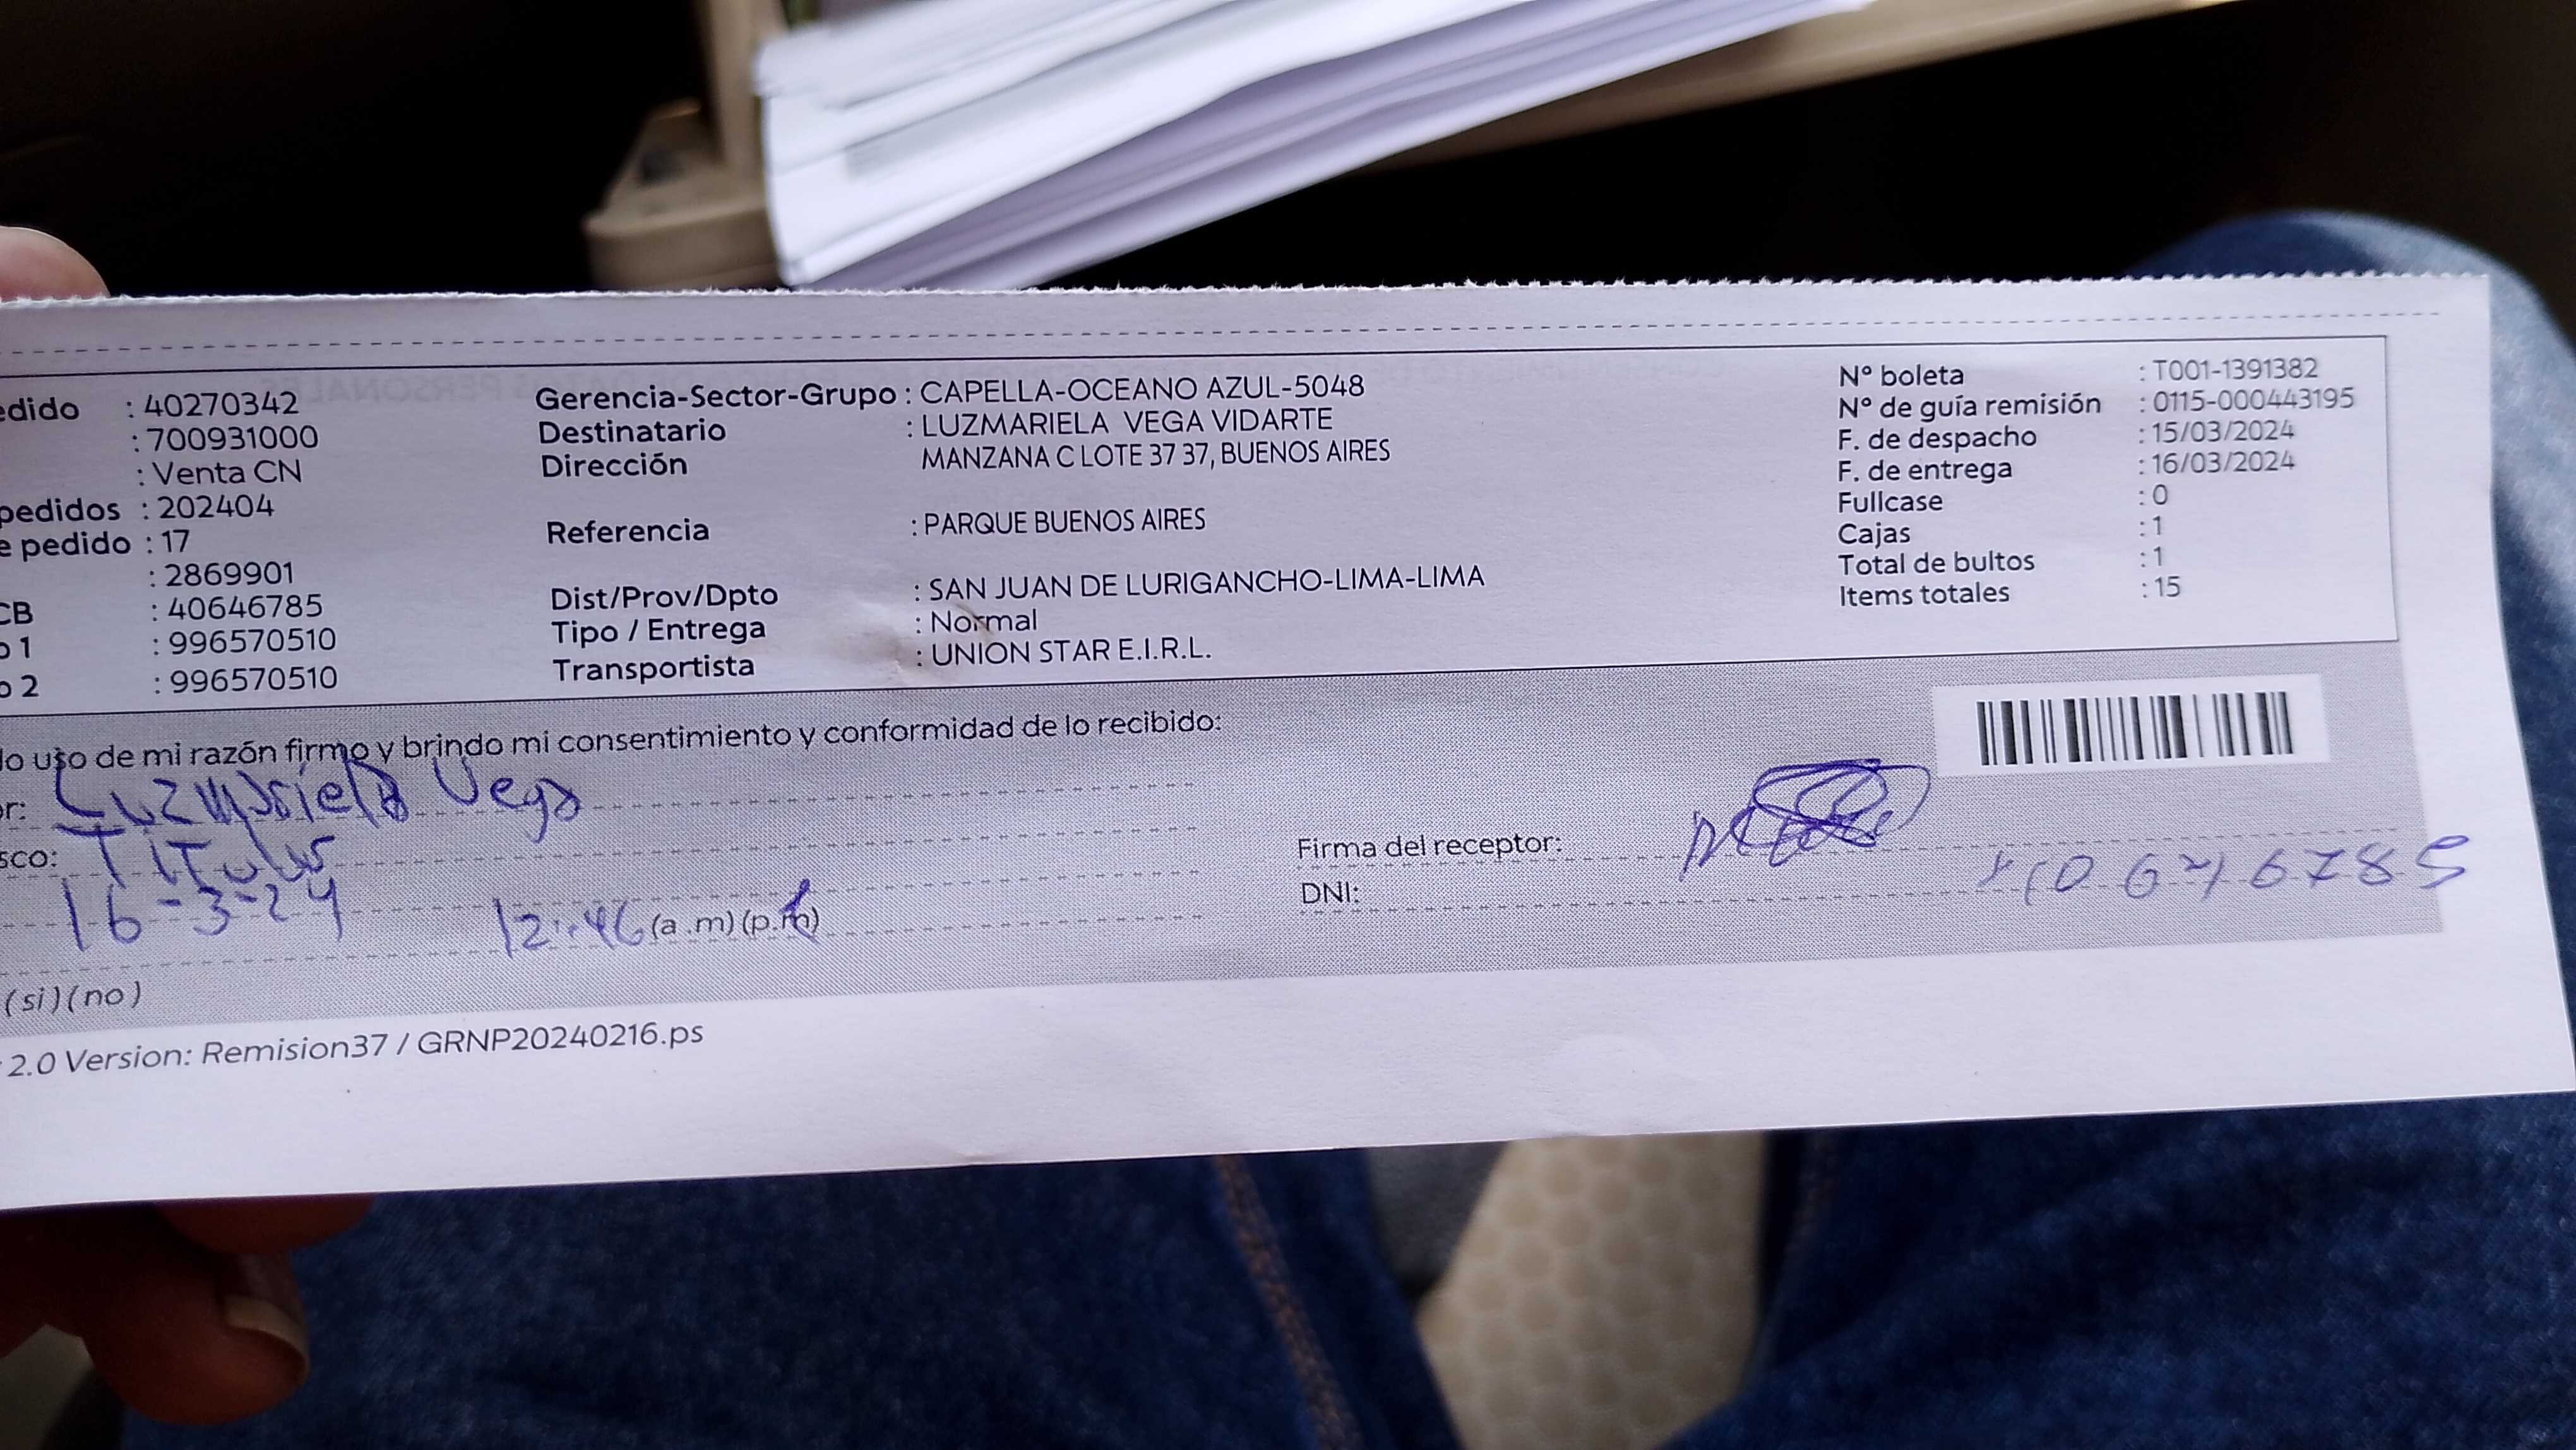 edido : 40270342
: 700931000
: Venta CN
pedidos : 202404
e pedido : 17
: 2869901
CB : 40646785
o 1 : 996570510
o 2 : 996570510
Gerencia-Sector-Grupo : CAPELLA-OCEANO AZUL-5048
Destinatario : LUZMARIELA VEGA VIDARTE
Dirección MANZANA C LOTE 37 37, BUENOS AIRES
Referencia : PARQUE BUENOS AIRES
Dist/Prov/Dpto : SAN JUAN DE LURIGANCHO-LIMA-LIMA
Tipo / Entrega : Normal
Transportista : UNION STAR E.I.R.L.
Nº boleta : T001-1391382
Nº de guía remisión : 0115-000443195
F. de despacho : 15/03/2024
F. de entrega : 16/03/2024
Fullcase : 0
Cajas : 1
Total de bultos : 1
Items totales : 15
lo uso de mi razón firmo y brindo mi consentimiento y conformidad de lo recibido:
or: Luzmariela Vega
sco: Titular
16-3-24 12:46 (a.m) (p.m)
Firma del receptor:
DNI: 40646785
(si) (no)
2.0 Version: Remision37 / GRNP20240216.ps